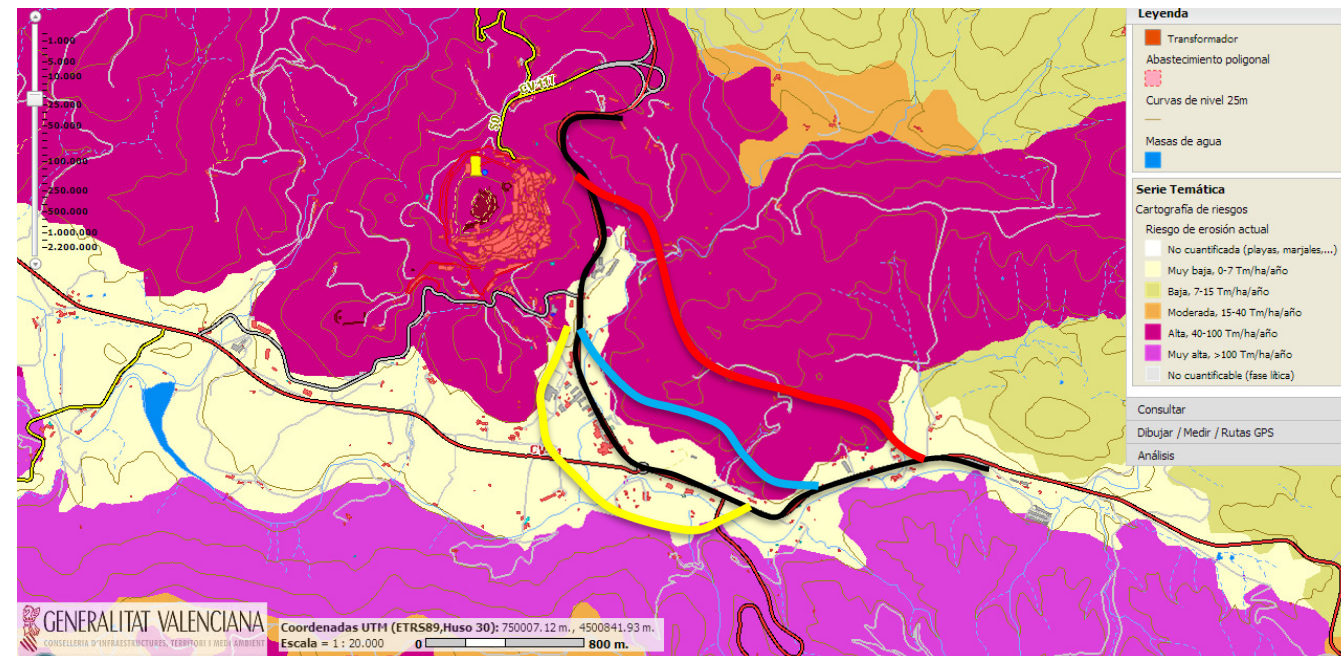 -1.000
-5.000
-10.000
-25.000
-50.000
-100.000
-250.000
-500.000
-1.000.000
-2.200.000
CV-117
Leyenda
Transformador
Abastecimiento poligonal
Curvas de nivel 25m
Masas de agua
Serie Temática
Cartografía de riesgos
Riesgo de erosión actual
No cuantificada (playas, marjales,...)
Muy baja, 0-7 Tm/ha/año
Baja, 7-15 Tm/ha/año
Moderada, 15-40 Tm/ha/año
Alta, 40-100 Tm/ha/año
Muy alta, >100 Tm/ha/año
No cuantificable (fase lítica)
Consultar
Dibujar / Medir / Rutas GPS
Análisis
GENERALITAT VALENCIANA
CONSELLERIA D'INFRAESTRUCTURES, TERRITORI I MEDI AMBIENT
Coordenadas UTM (ETRS89,Huso 30): 750007.12 m., 4500841.93 m.
Escala = 1 : 20.000 0 800 m.